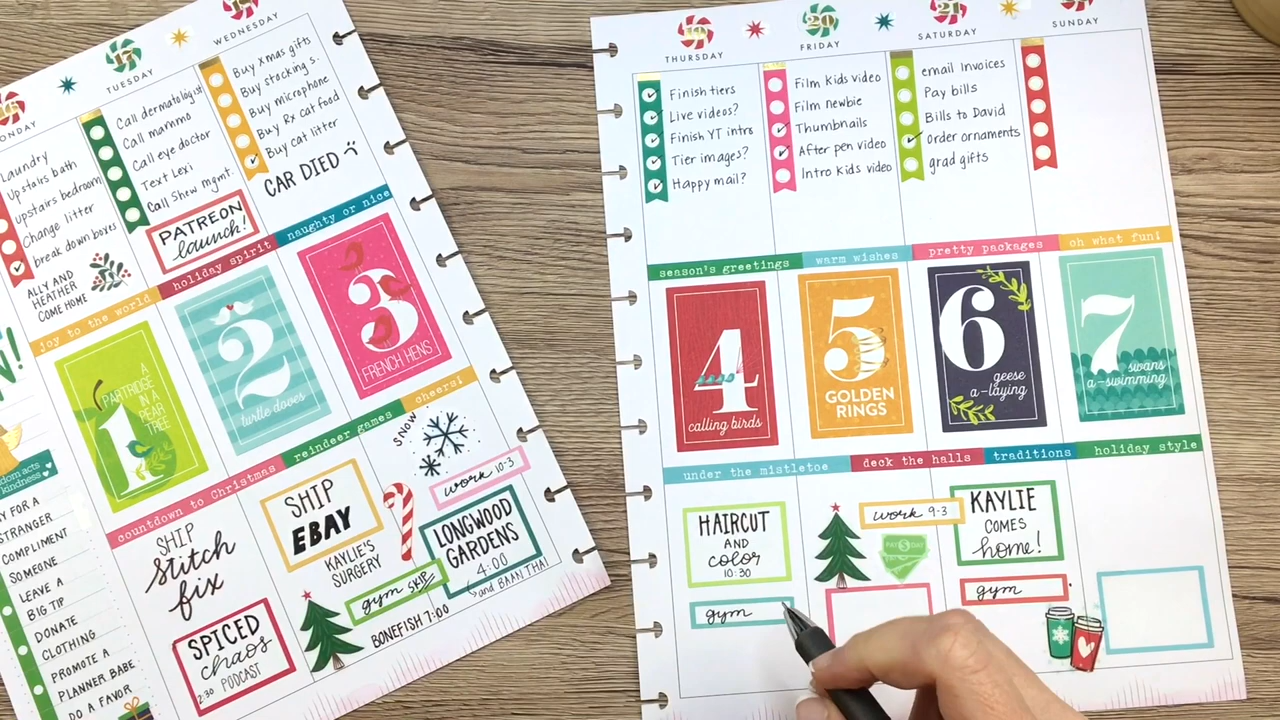 TUESDAY
WEDNESDAY
Laundry
Upstairs bath
upstairs bedroom
Change litter
break down boxes
ALLY AND
HEATHER
COME HOME
Call dermatologist
Call mammo
Call eye doctor
Text Lexi
Call Show mgmt.
PATREON
launch!
Buy Xmas gifts
Buy stocking s.
Buy microphone
Buy Rx cat food
Buy cat litter
CAR DIED
joy to the world
holiday spirit
naughty or nice
1
A
PARTRIDGE
IN A
PEAR
TREE
2
turtle doves
3
FRENCH HENS
countdown to Christmas
reindeer games
cheers!
SHIP
stitch
fix
SPICED
chaos
2:30 PODCAST
SHIP
EBAY
KAYLIE'S
SURGERY
gym
BONEFISH 7:00
SNOW
work 10-3
LONGWOOD
GARDENS
4:00
and BAAN THAI
kindness
STRANGER
COMPLIMENT
SOMEONE
LEAVE A
BIG TIP
DONATE
CLOTHING
PROMOTE A
PLANNER BABE
DO A FAVOR
19
THURSDAY
20
FRIDAY
21
SATURDAY
SUNDAY
Finish tiers
Live videos?
Finish YT intro
Tier images?
Happy mail?
Film Kids video
Film newbie
Thumbnails
After pen video
Intro kids video
email Invoices
Pay bills
Bills to David
Order ornaments
grad gifts
season's greetings
warm wishes
pretty packages
oh what fun!
4
calling birds
5
GOLDEN
RINGS
6
geese
a-laying
7
swans
a-swimming
under the mistletoe
deck the halls
traditions
holiday style
HAIRCUT
AND
color
10:30
gym
work 9-3
PAY $ DAY
KAYLIE
COMES
home!
gym